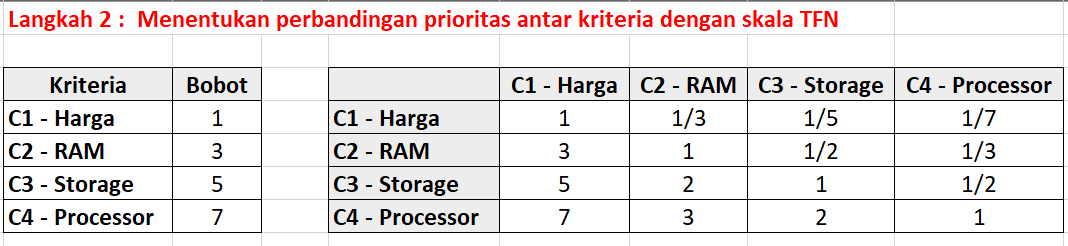 Langkah 2 :  Menentukan perbandingan prioritas antar kriteria dengan skala TFN
Kriteria Bobot C1 - Harga C2 - RAM C3 - Storage C4 - Processor
C1 - Harga 1 C1 - Harga 1 1/3 1/5 1/7
C2 - RAM 3 C2 - RAM 3 1 1/2 1/3
C3 - Storage 5 C3 - Storage 5 2 1 1/2
C4 - Processor 7 C4 - Processor 7 3 2 1